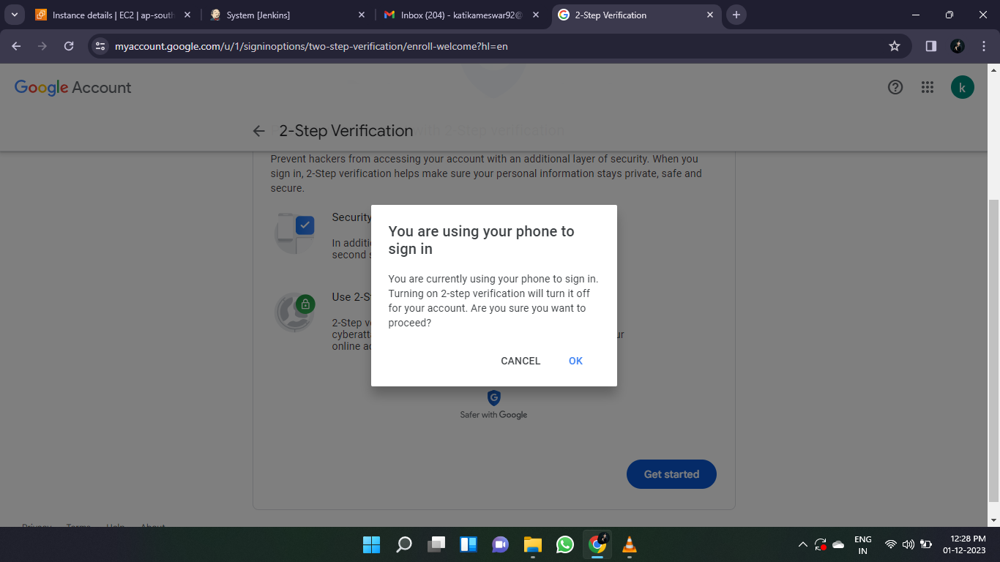 Instance details | EC2 | ap-south
System [Jenkins]
Inbox (204) - katikameswar92@
2-Step Verification
myaccount.google.com/u/1/signinoptions/two-step-verification/enroll-welcome?hl=en
Google Account
k
2-Step Verification
Prevent hackers from accessing your account with an additional layer of security. When you
sign in, 2-Step verification helps make sure your personal information stays private, safe and
secure.
Security
In additi
second s
Use 2-S
2-Step ve
cyberatta
ur
online ac
You are using your phone to
sign in
You are currently using your phone to sign in.
Turning on 2-step verification will turn it off
for your account. Are you sure you want to
proceed?
CANCEL
OK
G
Safer with Google
Get started
Privacy Terms Help About
ENG
IN
12:28 PM
01-12-2023